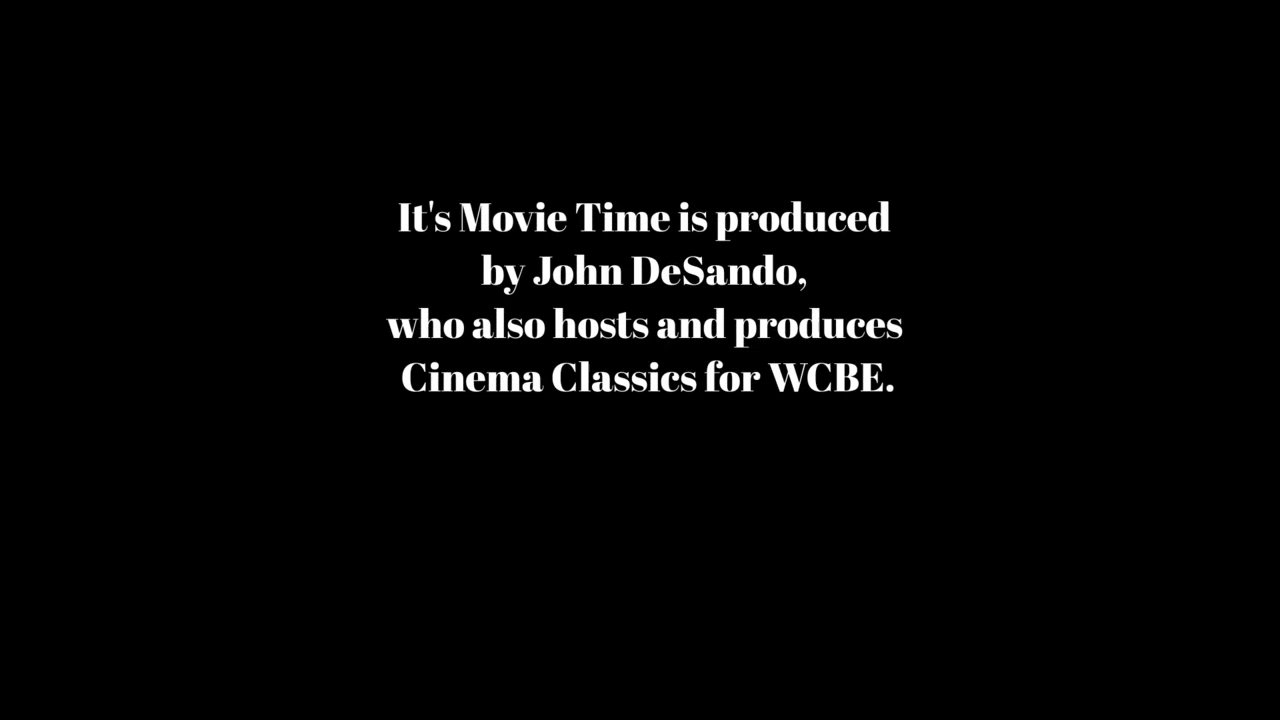 It's Movie Time is produced
by John DeSando,
who also hosts and produces
Cinema Classics for WCBE.